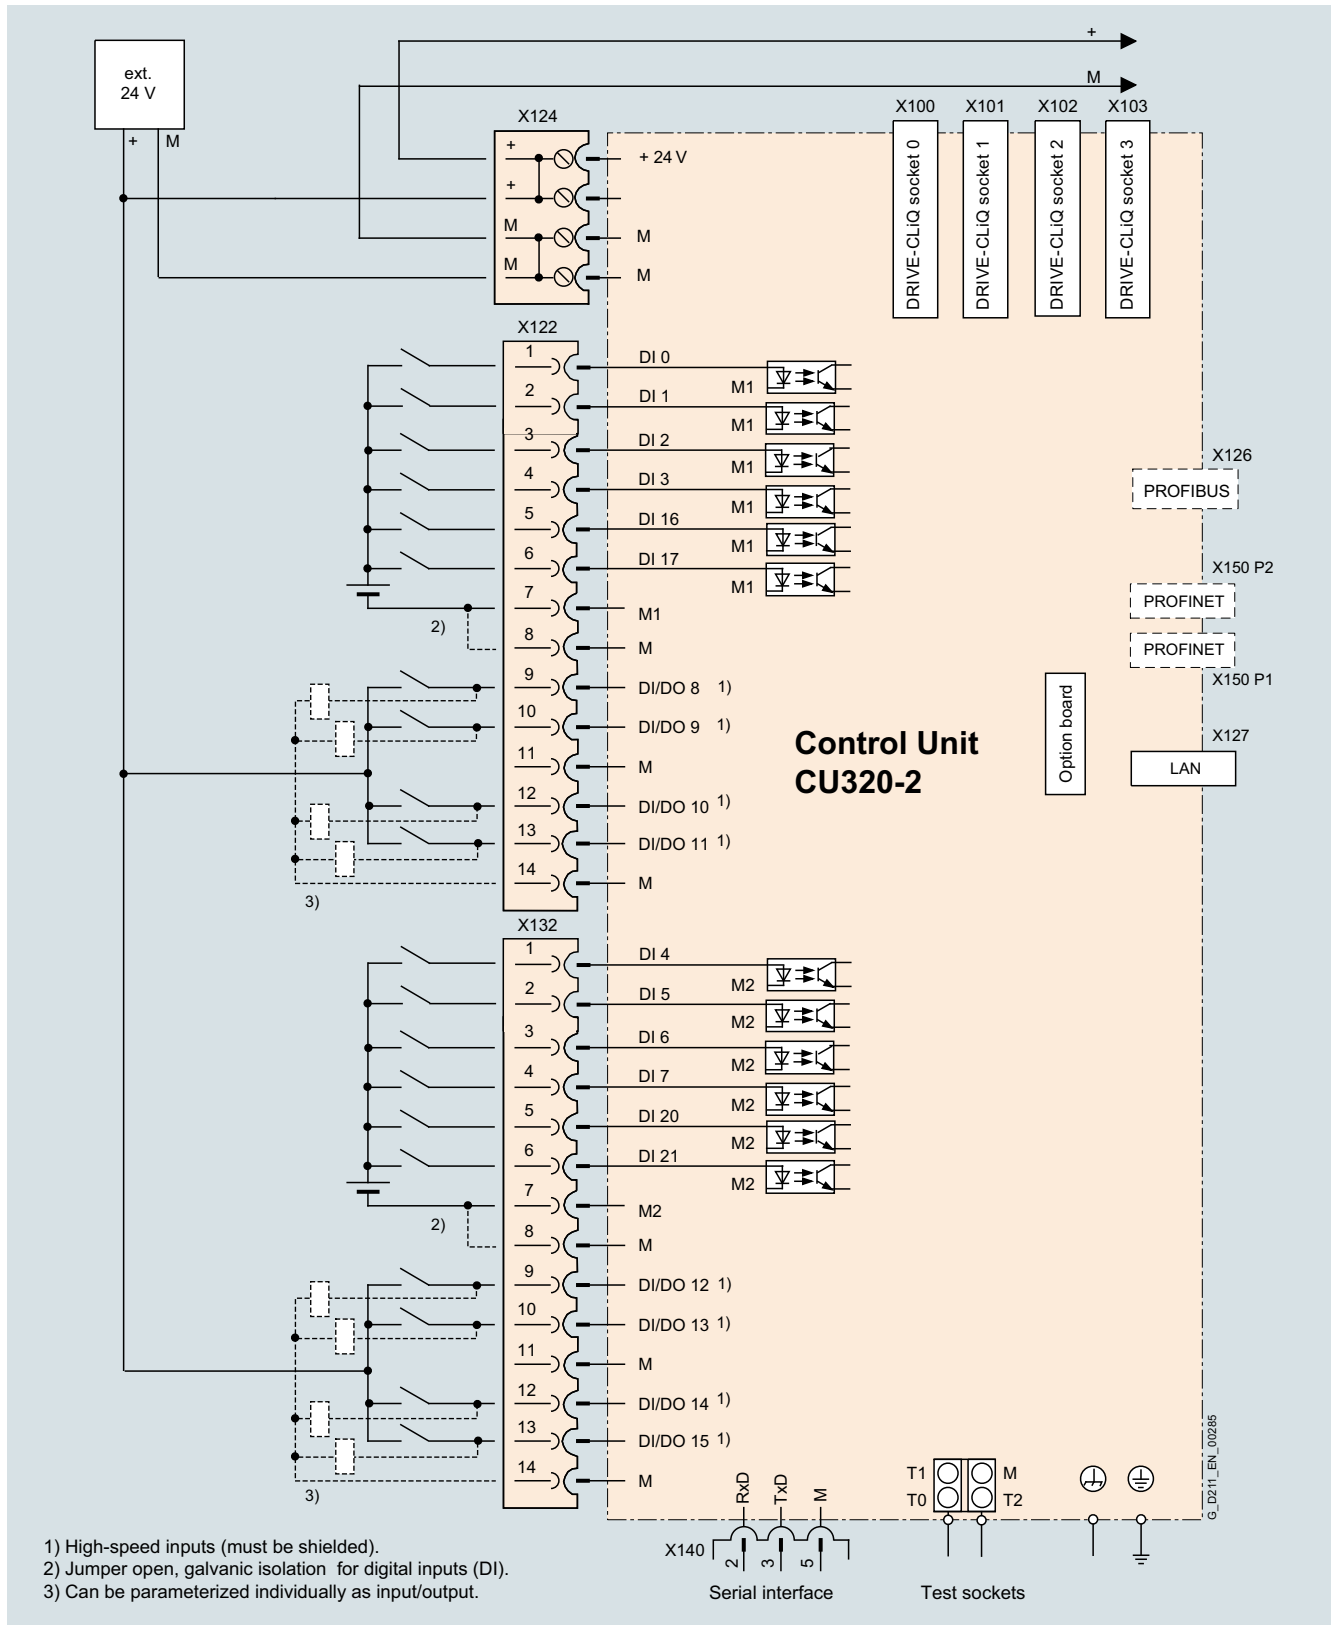 ext.
24 V
+ M
+
M
X124
+
+
M
M
+ 24 V
M
M
X100 X101 X102 X103
DRIVE-CLiQ socket 0
DRIVE-CLiQ socket 1
DRIVE-CLiQ socket 2
DRIVE-CLiQ socket 3
X122
1 DI 0 M1
2 DI 1 M1
3 DI 2 M1
4 DI 3 M1
5 DI 16 M1
6 DI 17 M1
7 M1
2)
8 M
9 DI/DO 8 1)
10 DI/DO 9 1)
11 M
12 DI/DO 10 1)
13 DI/DO 11 1)
14 M
3)
X126
PROFIBUS
X150 P2
PROFINET
PROFINET
X150 P1
Option board
X127
LAN
Control Unit
CU320-2
X132
1 DI 4 M2
2 DI 5 M2
3 DI 6 M2
4 DI 7 M2
5 DI 20 M2
6 DI 21 M2
7 M2
2)
8 M
9 DI/DO 12 1)
10 DI/DO 13 1)
11 M
12 DI/DO 14 1)
13 DI/DO 15 1)
14 M
3)
RxD TxD M
X140
2 3 5
Serial interface
T1 M
T0 T2
Test sockets
G_D211_EN_00285
1) High-speed inputs (must be shielded).
2) Jumper open, galvanic isolation for digital inputs (DI).
3) Can be parameterized individually as input/output.